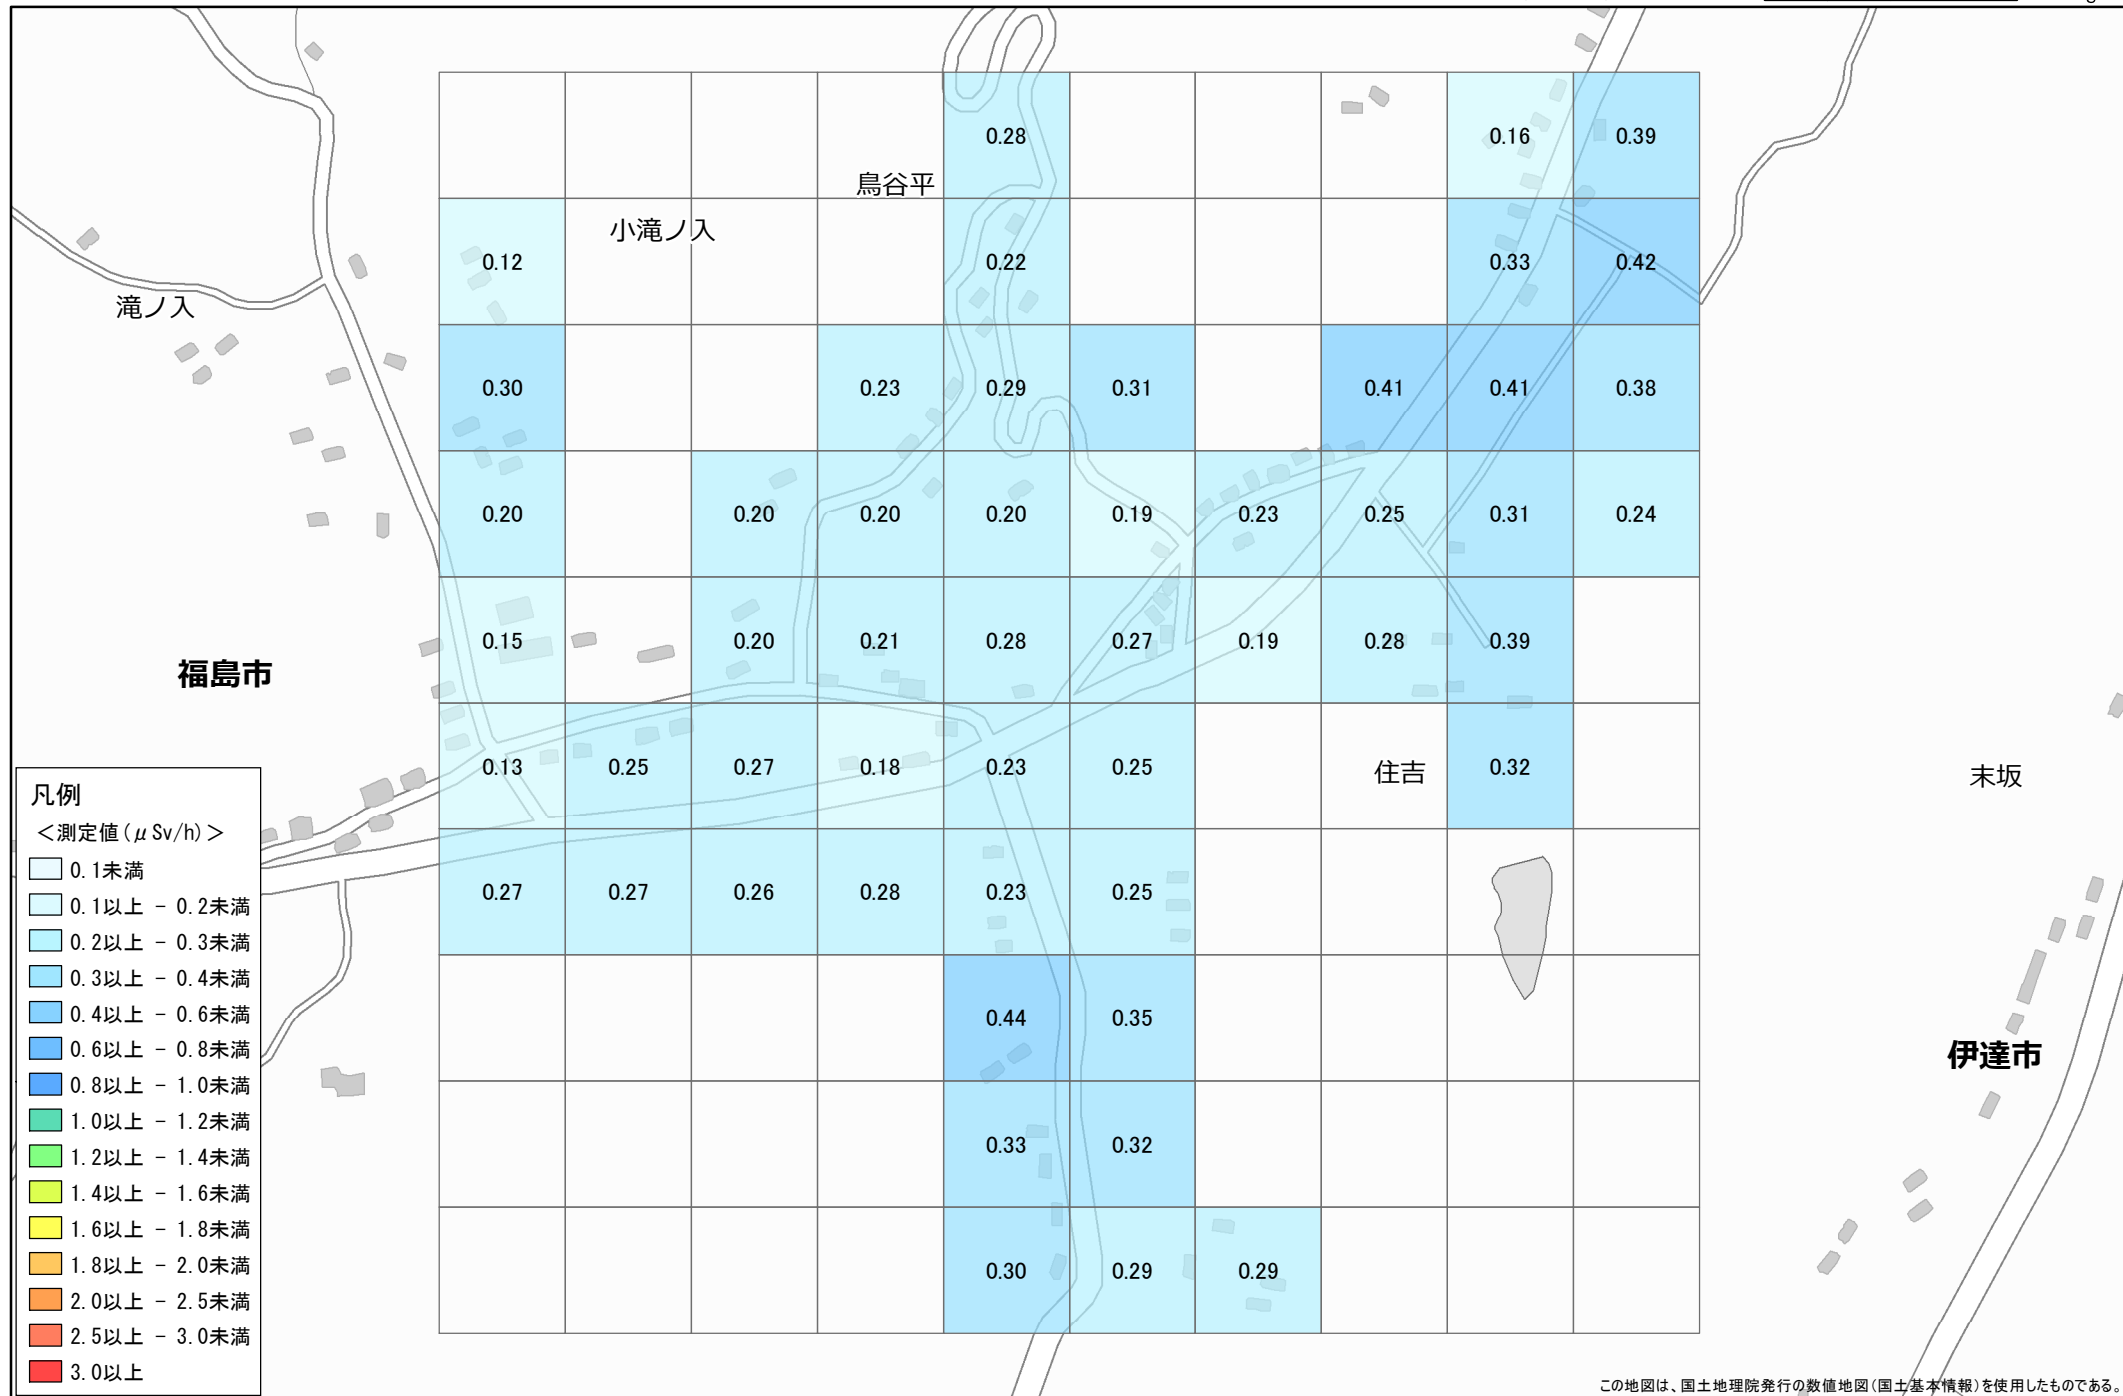 0.28 0.16 0.39
鳥谷平
小滝ノ入
0.12 0.22 0.33 0.42
滝ノ入
0.30 0.23 0.29 0.31 0.41 0.41 0.38
0.20 0.20 0.20 0.20 0.19 0.23 0.25 0.31 0.24
0.15 0.20 0.21 0.28 0.27 0.19 0.28 0.39
福島市
0.13 0.25 0.27 0.18 0.23 0.25 住吉 0.32
末坂
0.27 0.27 0.26 0.28 0.23 0.25
0.44 0.35
伊達市
0.33 0.32
0.30 0.29 0.29
凡例
＜測定値(μSv/h)＞
0.1未満
0.1以上 - 0.2未満
0.2以上 - 0.3未満
0.3以上 - 0.4未満
0.4以上 - 0.6未満
0.6以上 - 0.8未満
0.8以上 - 1.0未満
1.0以上 - 1.2未満
1.2以上 - 1.4未満
1.4以上 - 1.6未満
1.6以上 - 1.8未満
1.8以上 - 2.0未満
2.0以上 - 2.5未満
2.5以上 - 3.0未満
3.0以上
この地図は、国土地理院発行の数値地図(国土基本情報)を使用したものである。